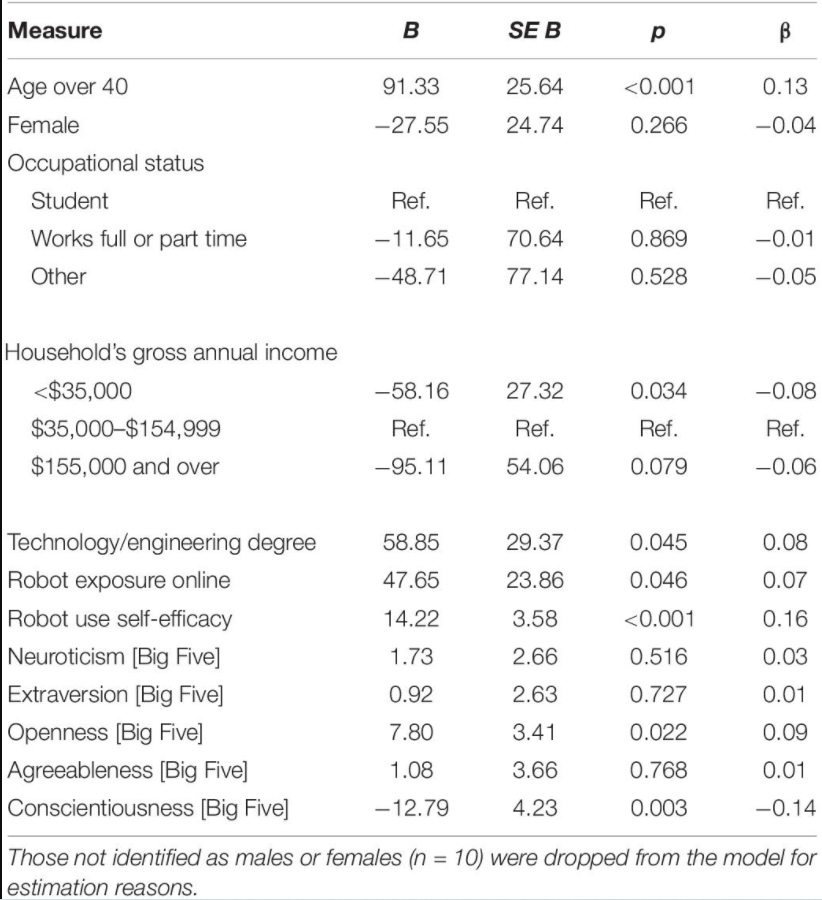 Measure B SE B p β
Age over 40 91.33 25.64 <0.001 0.13
Female −27.55 24.74 0.266 −0.04
Occupational status
Student Ref. Ref. Ref. Ref.
Works full or part time −11.65 70.64 0.869 −0.01
Other −48.71 77.14 0.528 −0.05
Household's gross annual income
<$35,000 −58.16 27.32 0.034 −0.08
$35,000–$154,999 Ref. Ref. Ref. Ref.
$155,000 and over −95.11 54.06 0.079 −0.06
Technology/engineering degree 58.85 29.37 0.045 0.08
Robot exposure online 47.65 23.86 0.046 0.07
Robot use self-efficacy 14.22 3.58 <0.001 0.16
Neuroticism [Big Five] 1.73 2.66 0.516 0.03
Extraversion [Big Five] 0.92 2.63 0.727 0.01
Openness [Big Five] 7.80 3.41 0.022 0.09
Agreeableness [Big Five] 1.08 3.66 0.768 0.01
Conscientiousness [Big Five] −12.79 4.23 0.003 −0.14
Those not identified as males or females (n = 10) were dropped from the model for
estimation reasons.